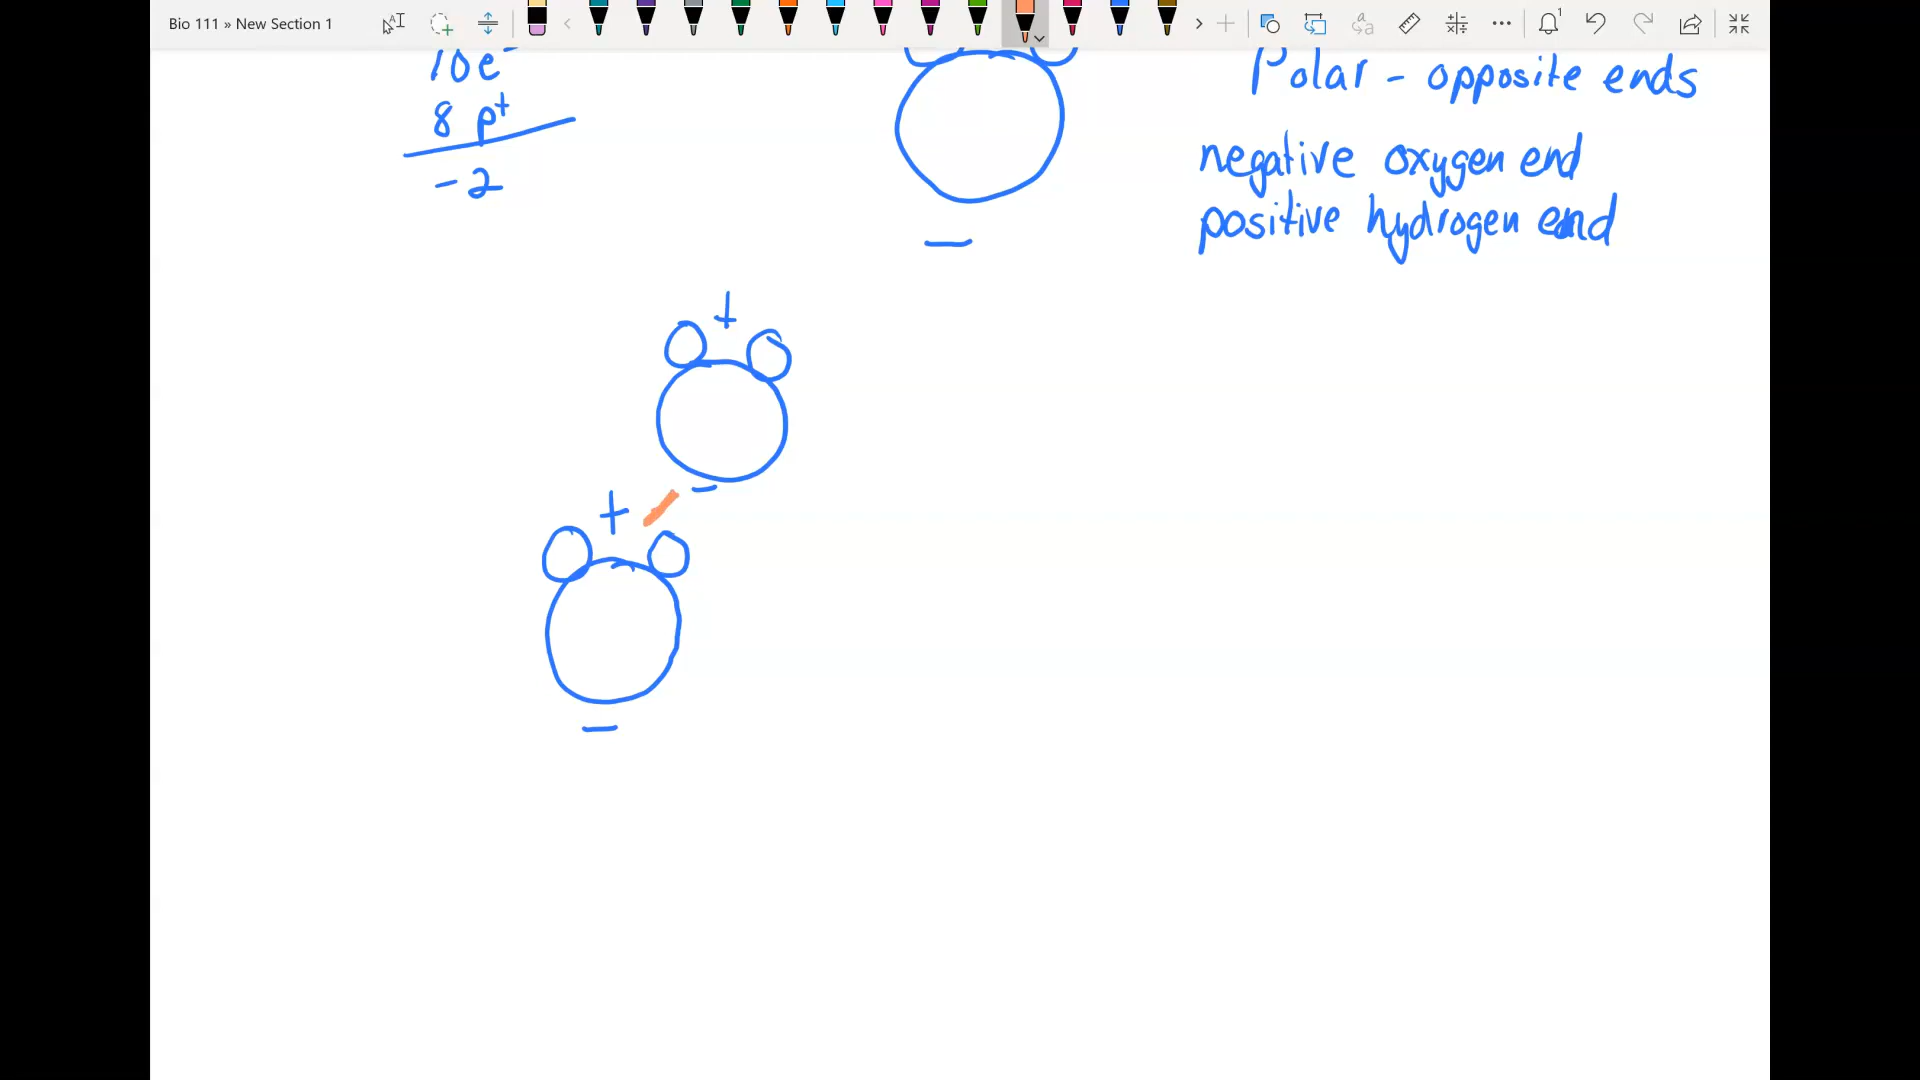 Bio 111 » New Section 1
10e⁻
8 p⁺
-2
Polar - opposite ends
negative oxygen end
positive hydrogen end
—
+
-
+
—